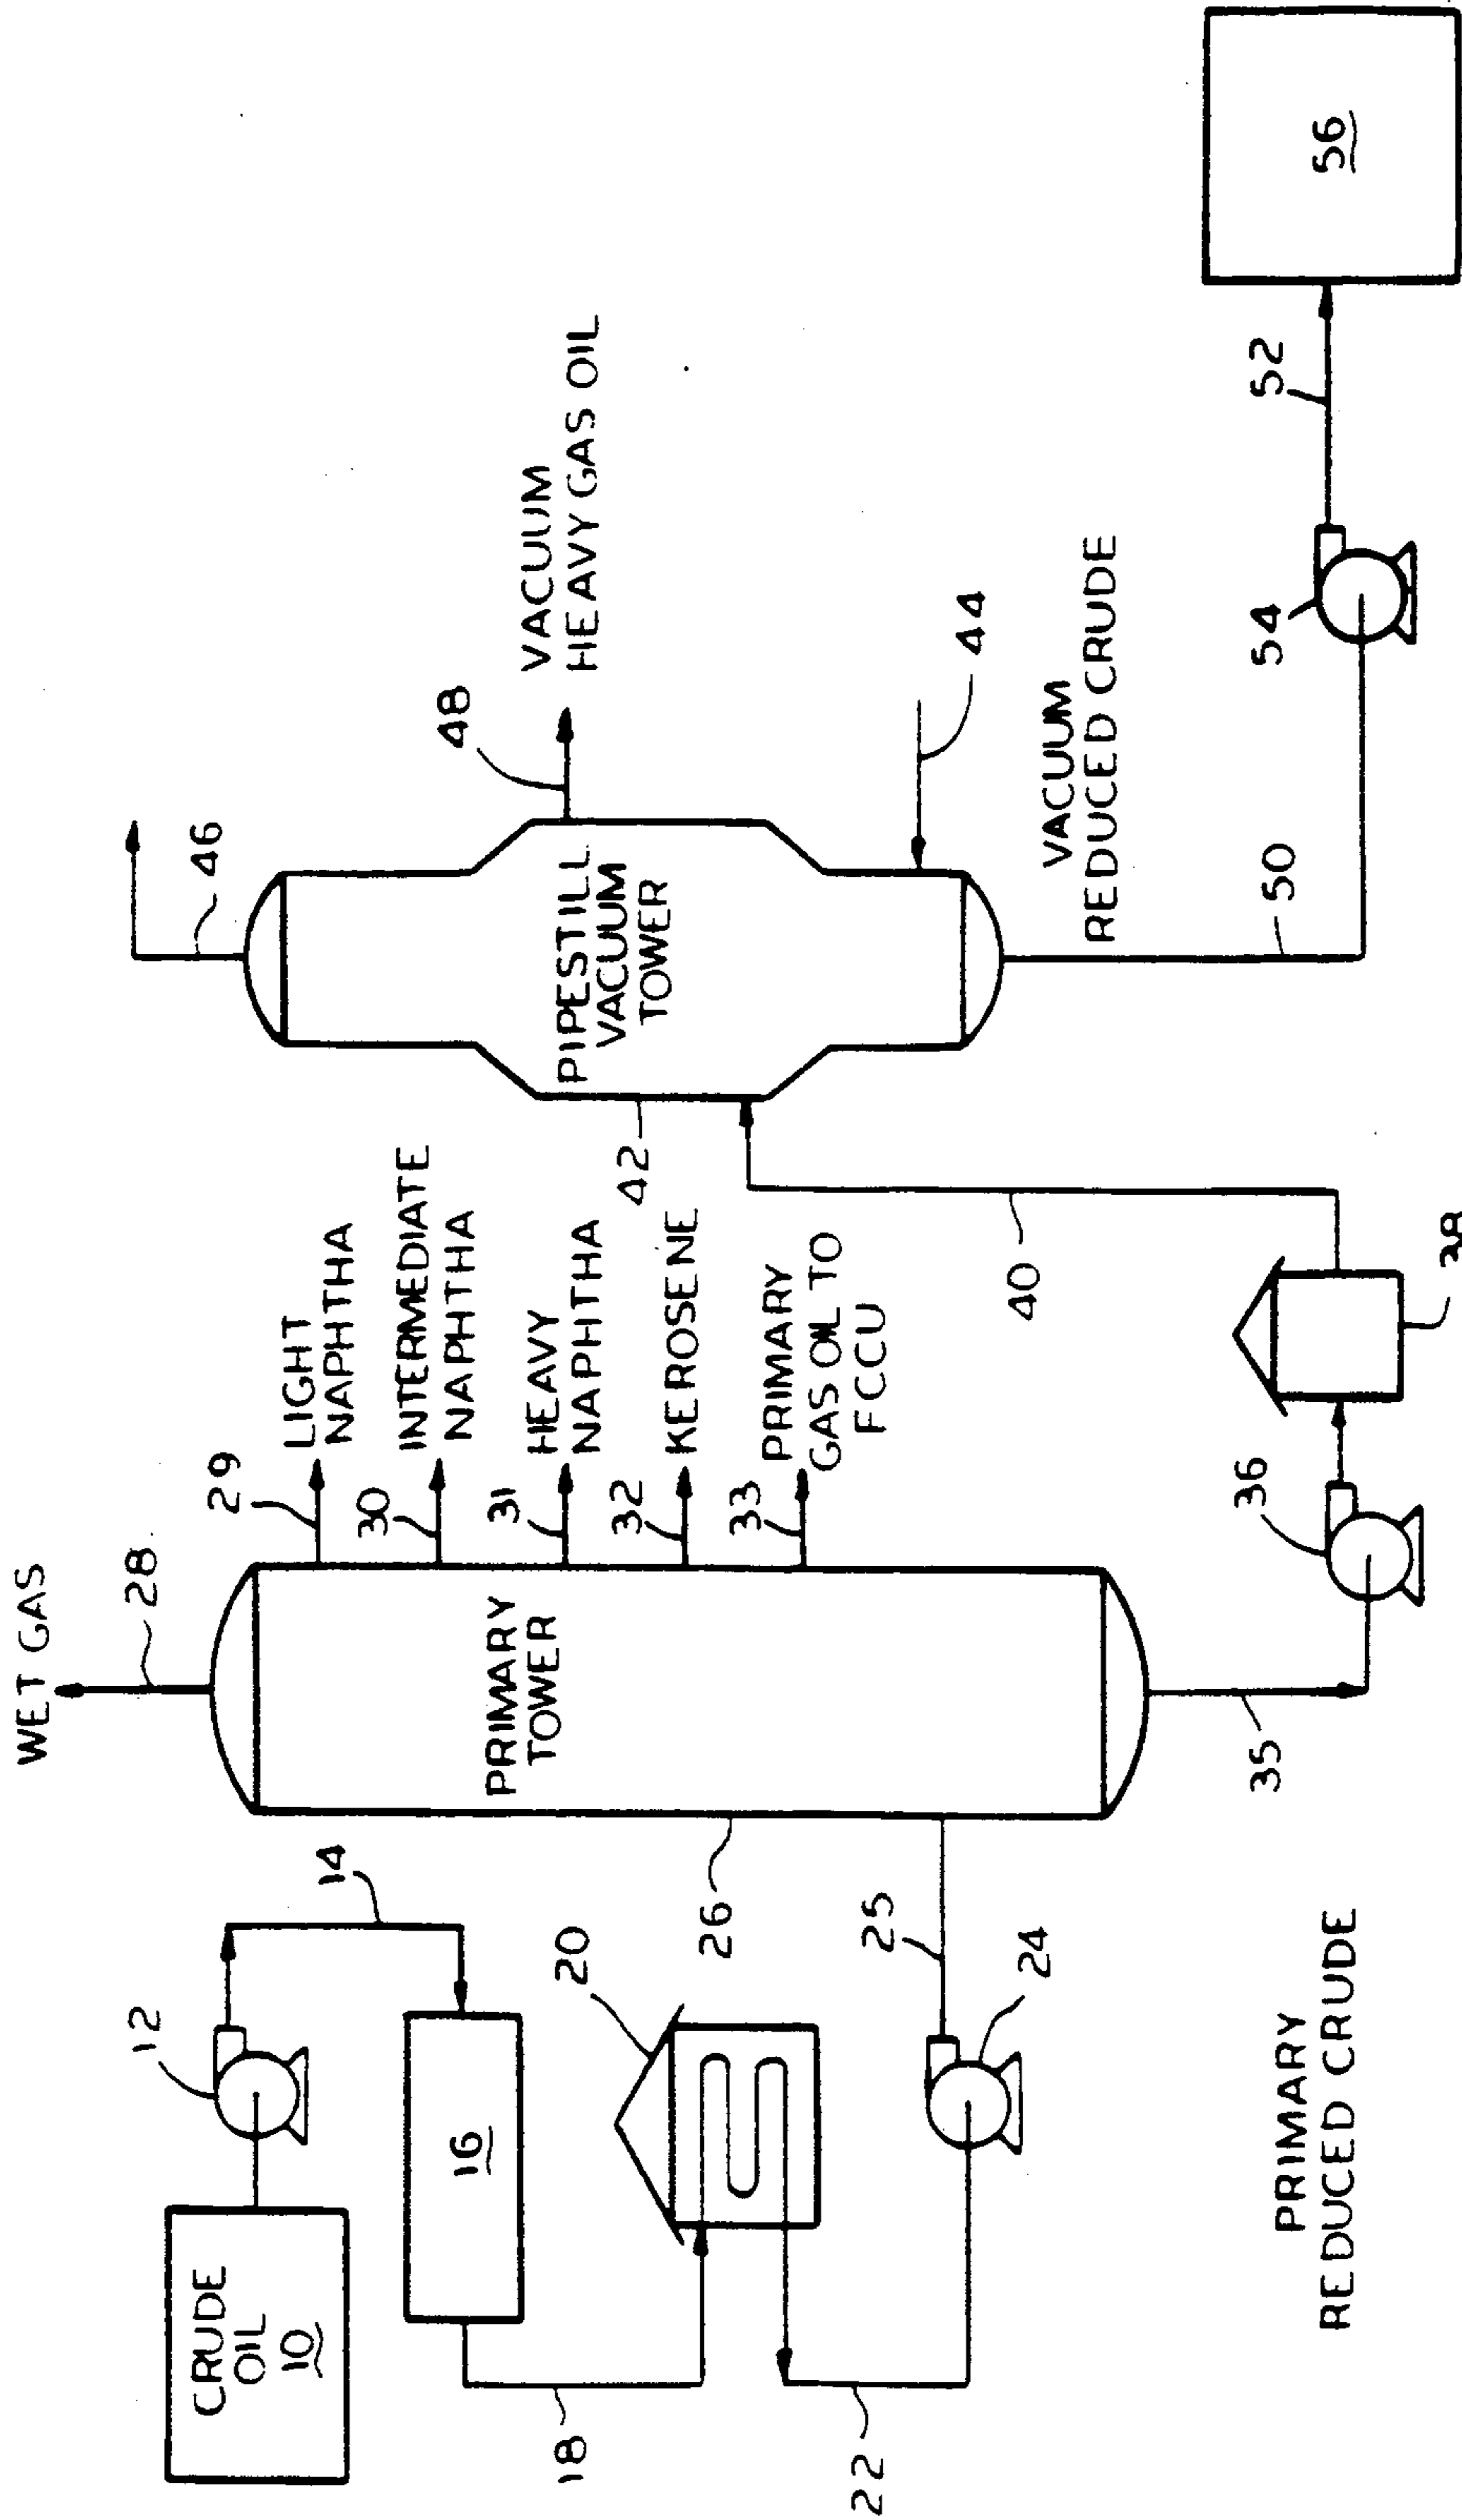 WET GAS
28
CRUDE
OIL
10
12
14
16
18
20
22
24
25
26
PRIMARY
TOWER
29
LIGHT
NAPHTHA
30
INTERMEDIATE
NAPHTHA
31
HEAVY
NAPHTHA
32
KEROSENE
33
PRIMARY
GAS OIL TO
FCCU
PRIMARY
REDUCED CRUDE
35
36
40
42
PIPESTILL
VACUUM
TOWER
46
48
VACUUM
HEAVY GAS OIL
44
VACUUM
REDUCED CRUDE
50
54
52
56